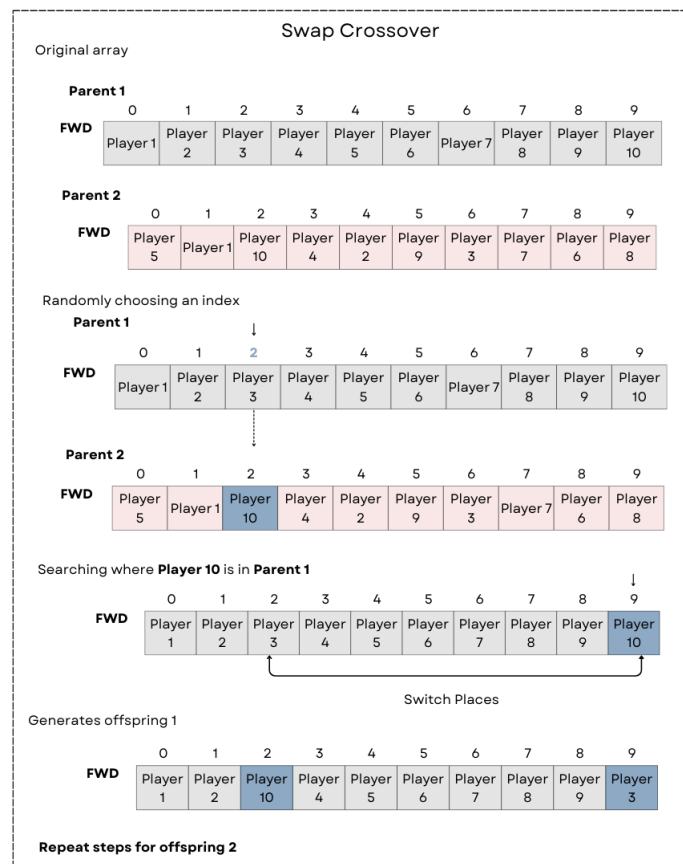 Swap Crossover
Original array
Parent 1
0 1 2 3 4 5 6 7 8 9
FWD Player 1 Player 2 Player 3 Player 4 Player 5 Player 6 Player 7 Player 8 Player 9 Player 10
Parent 2
0 1 2 3 4 5 6 7 8 9
FWD Player 5 Player 1 Player 10 Player 4 Player 2 Player 9 Player 3 Player 7 Player 6 Player 8
Randomly choosing an index
Parent 1
0 1 2 3 4 5 6 7 8 9
FWD Player 1 Player 2 Player 3 Player 4 Player 5 Player 6 Player 7 Player 8 Player 9 Player 10
Parent 2
0 1 2 3 4 5 6 7 8 9
FWD Player 5 Player 1 Player 10 Player 4 Player 2 Player 9 Player 3 Player 7 Player 6 Player 8
Searching where Player 10 is in Parent 1
0 1 2 3 4 5 6 7 8 9
FWD Player 1 Player 2 Player 3 Player 4 Player 5 Player 6 Player 7 Player 8 Player 9 Player 10
Switch Places
Generates offspring 1
0 1 2 3 4 5 6 7 8 9
FWD Player 1 Player 2 Player 10 Player 4 Player 5 Player 6 Player 7 Player 8 Player 9 Player 3
Repeat steps for offspring 2